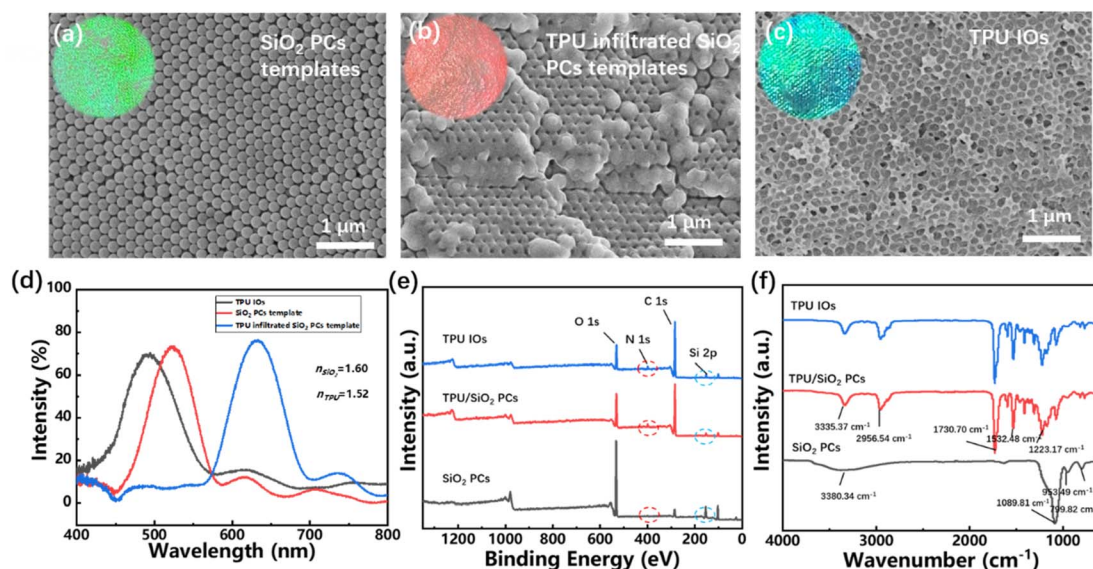 (a)
SiO₂ PCs
templates
1 μm
(b)
TPU infiltrated SiO₂
PCs templates
1 μm
(c)
TPU IOs
1 μm
(d)
Intensity (%)
100
80
60
40
20
10
0
400 500 600 700 800
Wavelength (nm)
TPU IOs
SiO₂ PCs template
TPU infiltrated SiO₂ PCs template
nSiO₂=1.60
nTPU=1.52
(e)
Intensity (a.u.)
C 1s
O 1s
N 1s
Si 2p
TPU IOs
TPU/SiO₂ PCs
SiO₂ PCs
1200 1000 800 600 400 200 0
Binding Energy (eV)
(f)
Intensity (a.u.)
TPU IOs
TPU/SiO₂ PCs
3335.37 cm⁻¹
2956.54 cm⁻¹
1730.70 cm⁻¹
1532.48 cm⁻¹
1223.17 cm⁻¹
SiO₂ PCs
3380.34 cm⁻¹
1089.81 cm⁻¹
953.49 cm⁻¹
799.82 cm⁻¹
4000 3000 2000 1000
Wavenumber (cm⁻¹)